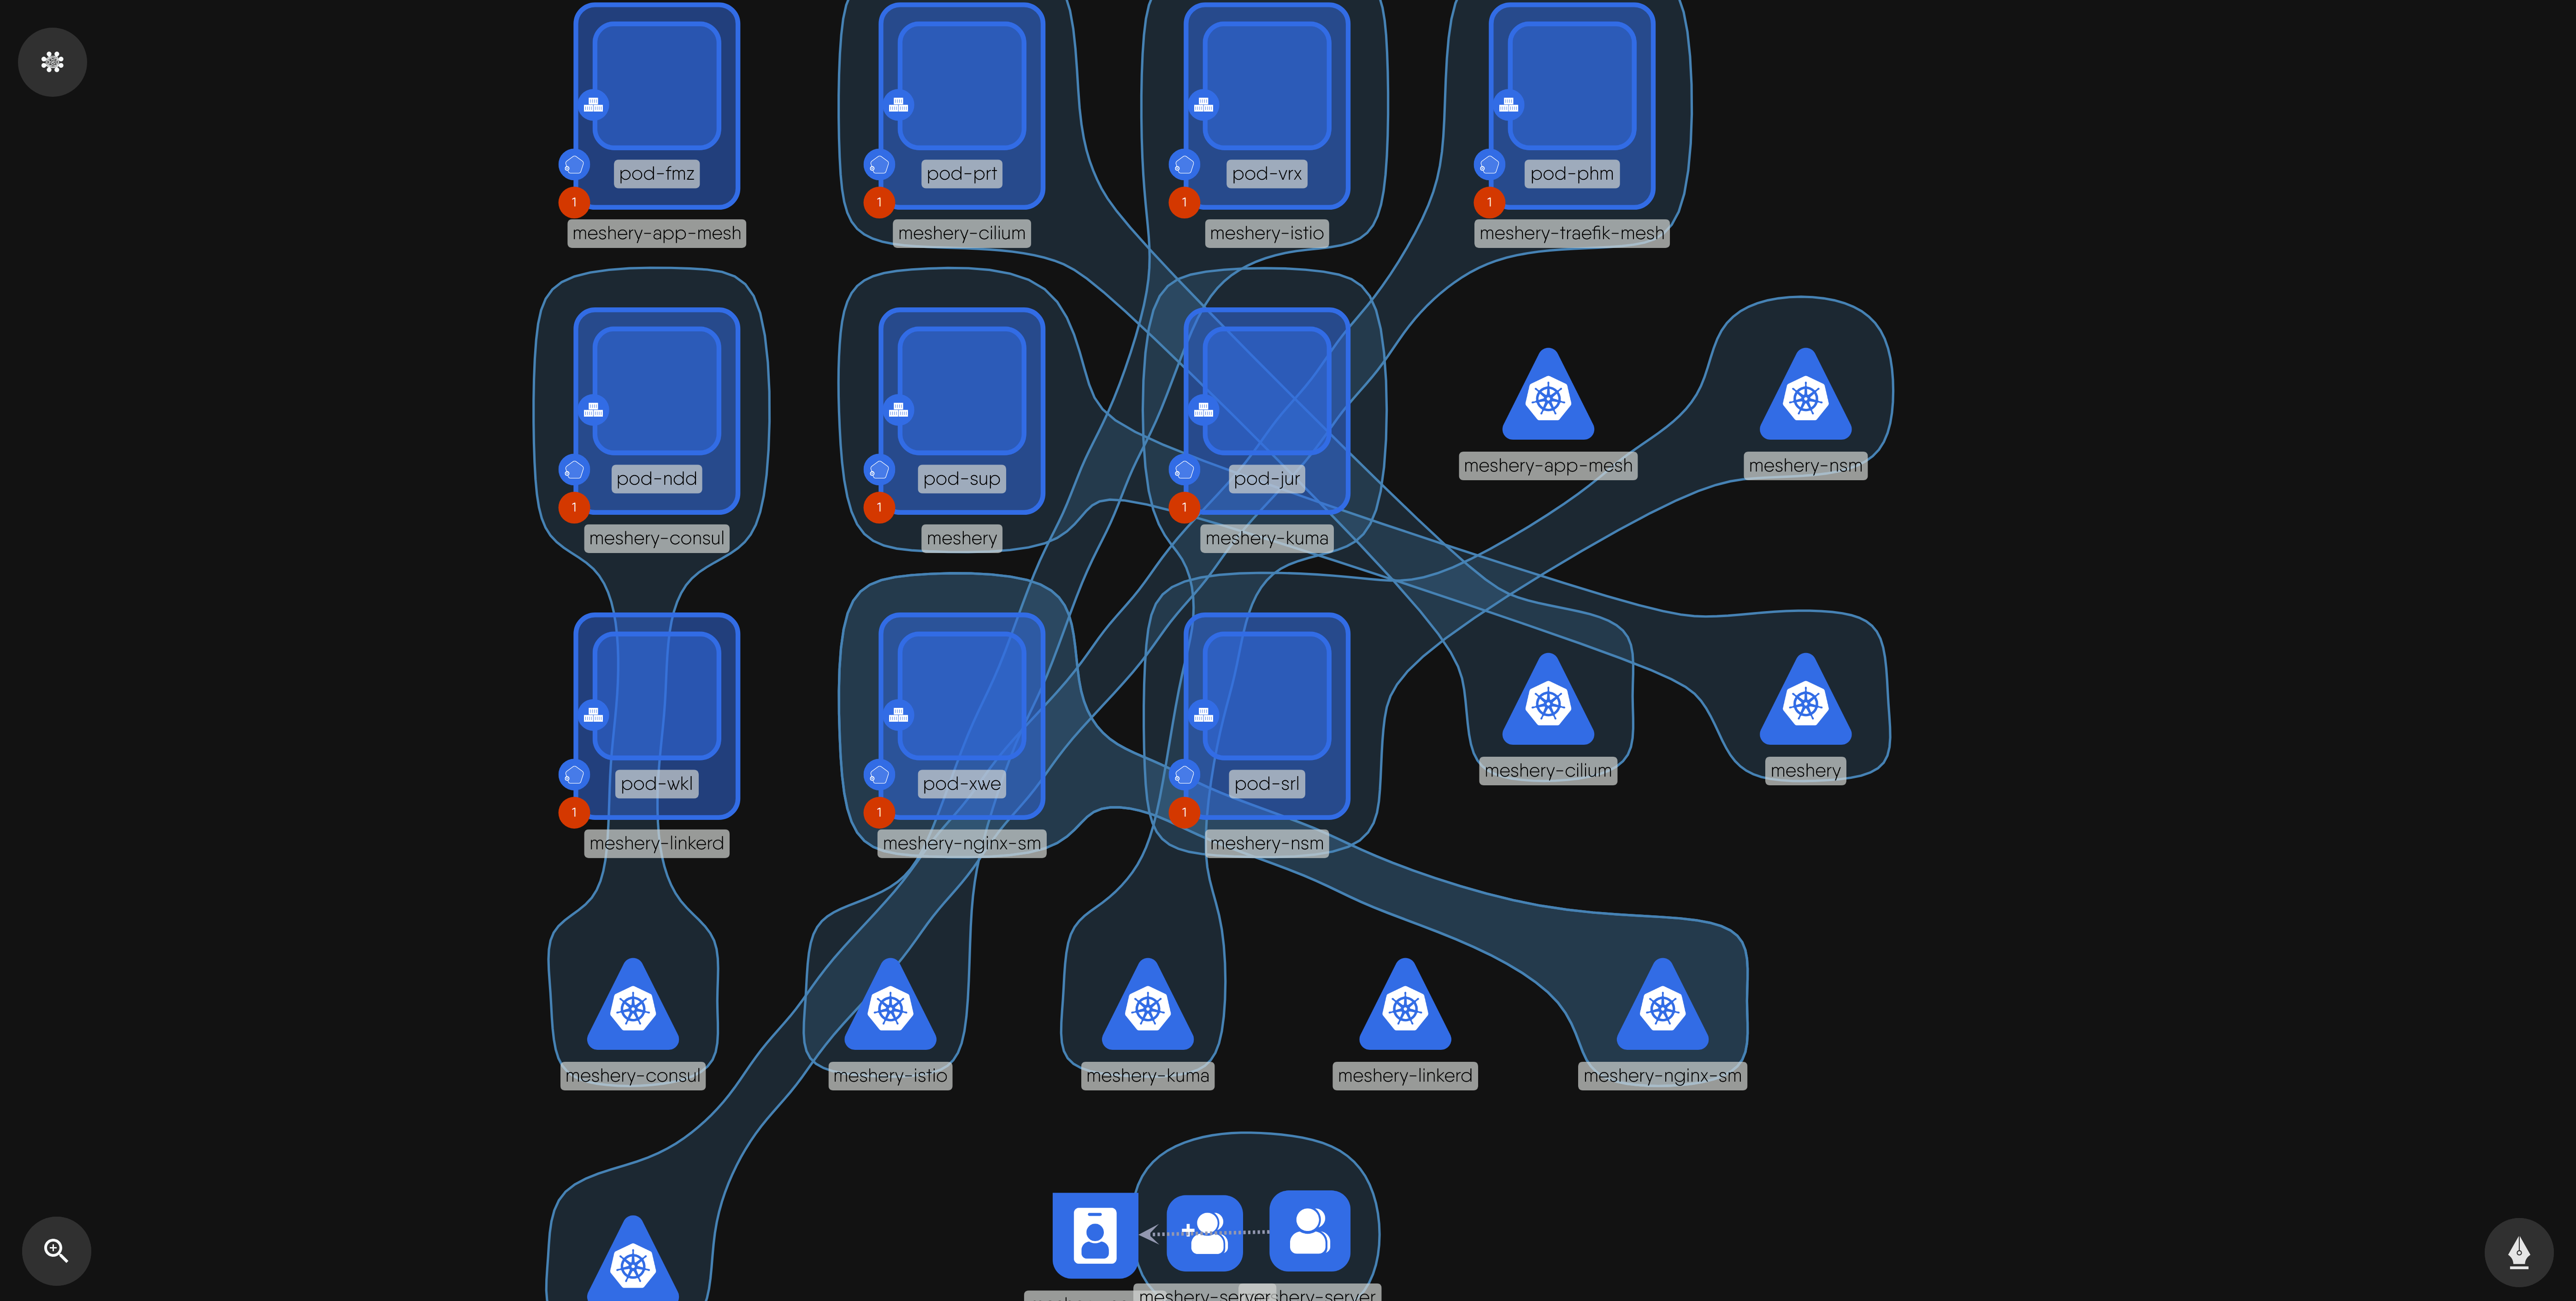 pod-fmz
pod-prt
pod-vrx
pod-phm
1
1
1
1
meshery-app-mesh
meshery-cilium
meshery-istio
meshery-traefik-mesh
meshery-app-mesh
meshery-nsm
pod-ndd
pod-sup
pod-jur
1
1
1
meshery-consul
meshery
meshery-kuma
pod-wkl
pod-xwe
pod-srl
meshery-cilium
meshery
1
1
1
meshery-linkerd
meshery-nginx-sm
meshery-nsm
meshery-consul
meshery-istio
meshery-kuma
meshery-linkerd
meshery-nginx-sm
meshery-server